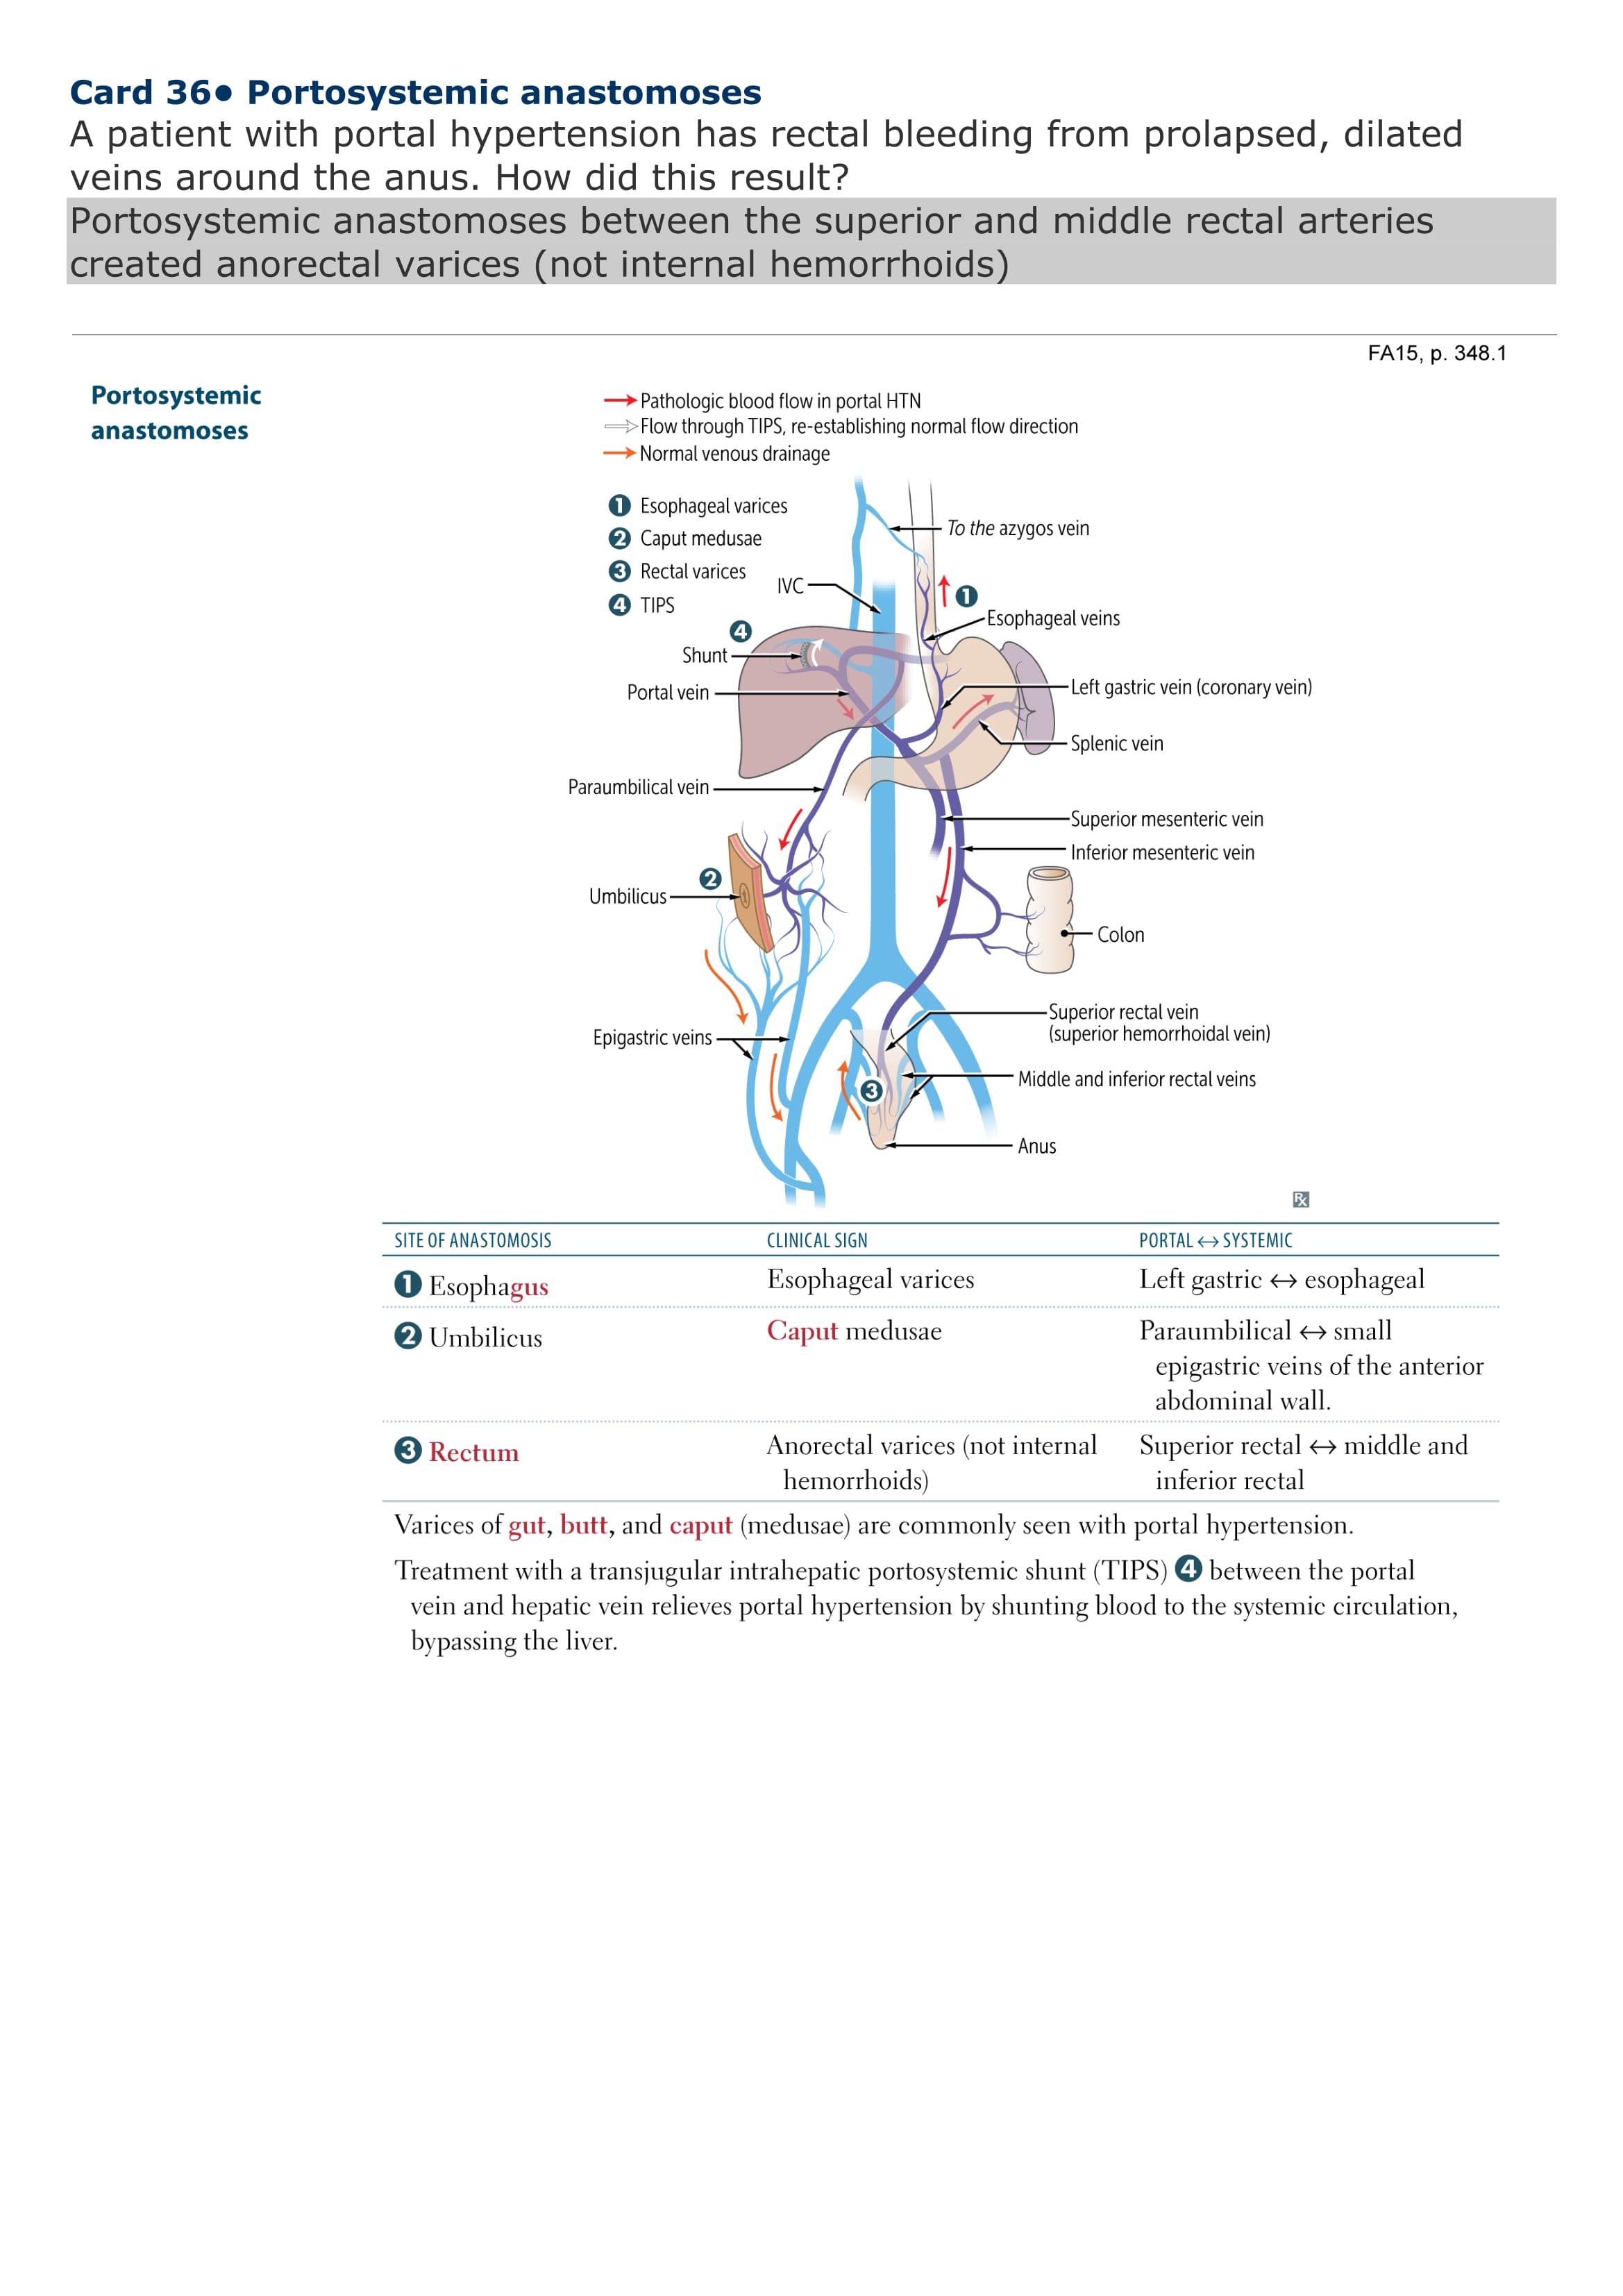 Card 36● Portosystemic anastomoses
A patient with portal hypertension has rectal bleeding from prolapsed, dilated
veins around the anus. How did this result?
Portosystemic anastomoses between the superior and middle rectal arteries
created anorectal varices (not internal hemorrhoids)
FA15, p. 348.1
Portosystemic
anastomoses
Pathologic blood flow in portal HTN
Flow through TIPS, re-establishing normal flow direction
Normal venous drainage
1 Esophageal varices
2 Caput medusae
3 Rectal varices
4 TIPS
To the azygos vein
IVC
1
Esophageal veins
4
Shunt
Portal vein
Left gastric vein (coronary vein)
Splenic vein
Paraumbilical vein
Superior mesenteric vein
Inferior mesenteric vein
2
Umbilicus
Colon
Superior rectal vein
(superior hemorrhoidal vein)
Epigastric veins
Middle and inferior rectal veins
3
Anus
Rx
SITE OF ANASTOMOSIS CLINICAL SIGN PORTAL ↔ SYSTEMIC
1 Esophagus Esophageal varices Left gastric ↔ esophageal
2 Umbilicus Caput medusae Paraumbilical ↔ small
epigastric veins of the anterior
abdominal wall.
3 Rectum Anorectal varices (not internal Superior rectal ↔ middle and
hemorrhoids) inferior rectal
Varices of gut, butt, and caput (medusae) are commonly seen with portal hypertension.
Treatment with a transjugular intrahepatic portosystemic shunt (TIPS) 4 between the portal
vein and hepatic vein relieves portal hypertension by shunting blood to the systemic circulation,
bypassing the liver.